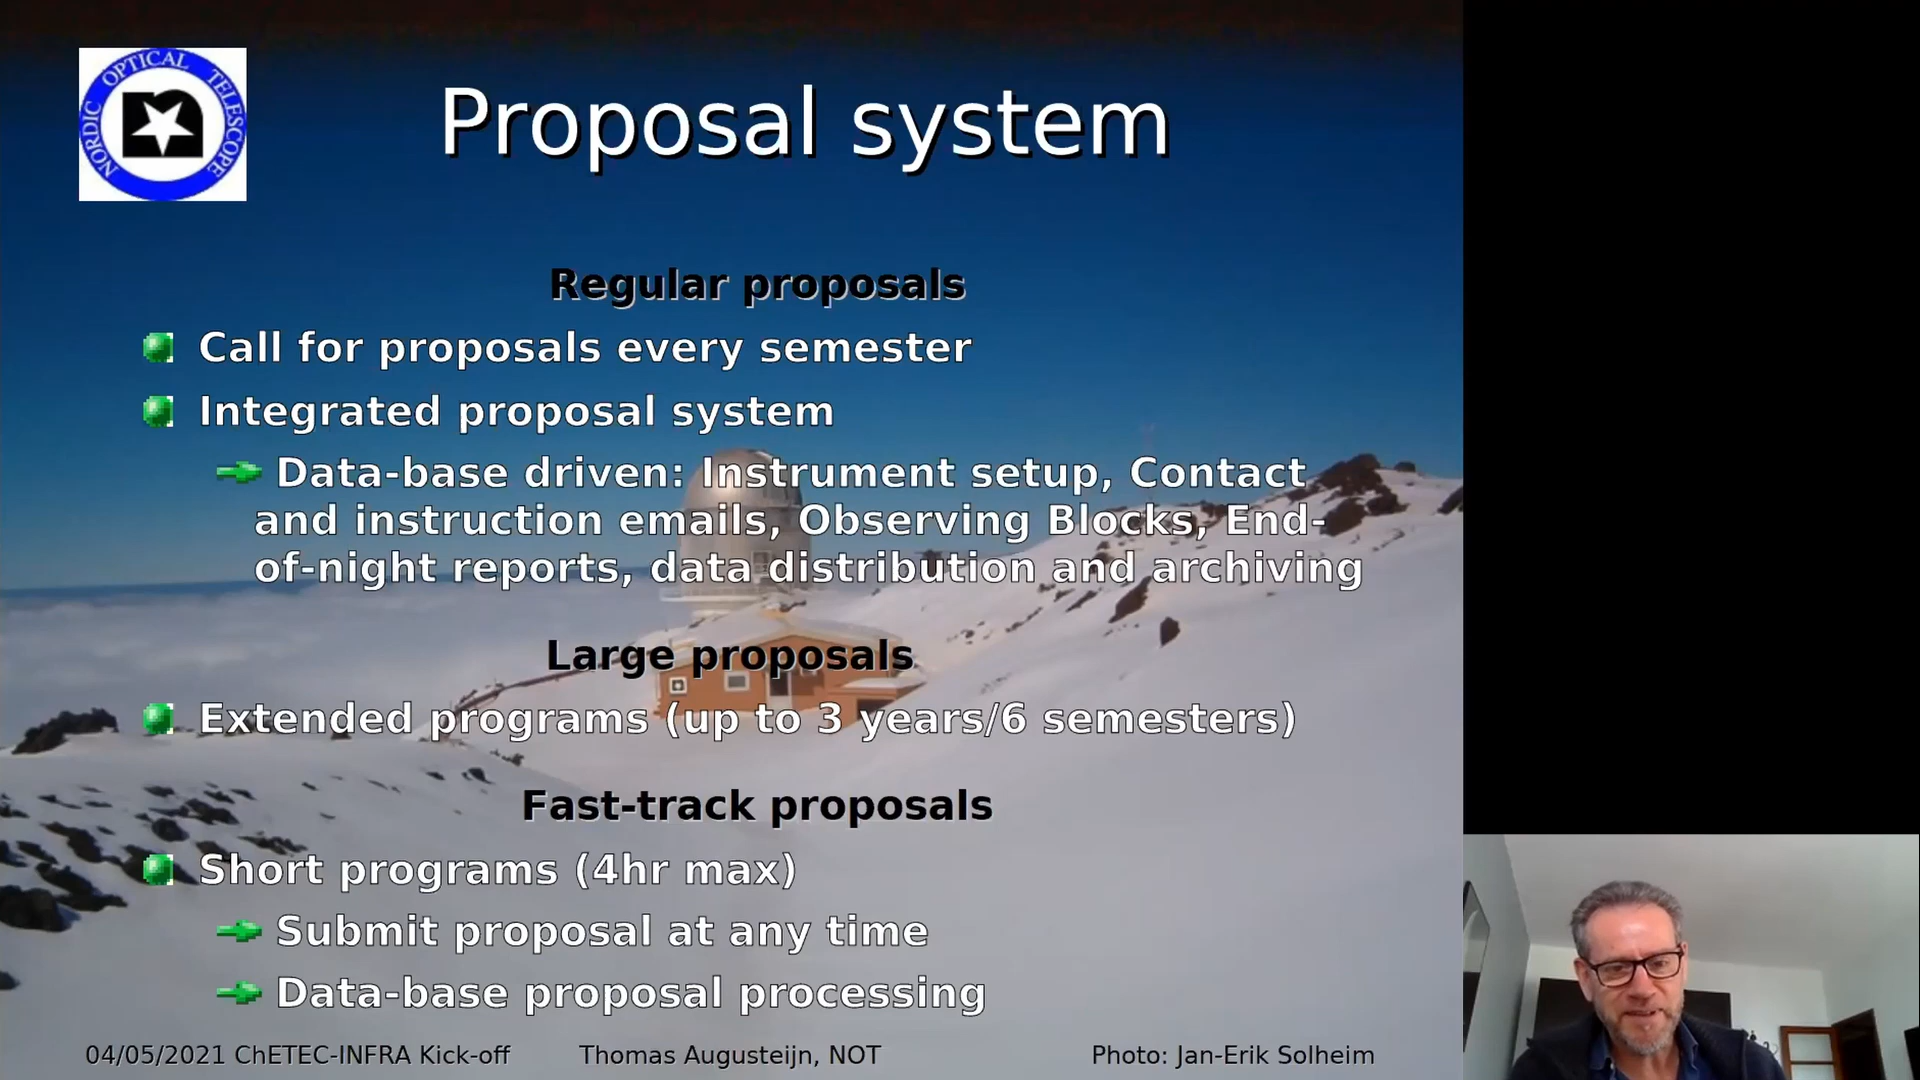 NORDIC OPTICAL TELESCOPE
Proposal system
Regular proposals
Call for proposals every semester
Integrated proposal system
Data-base driven: Instrument setup, Contact
and instruction emails, Observing Blocks, End-
of-night reports, data distribution and archiving
Large proposals
Extended programs (up to 3 years/6 semesters)
Fast-track proposals
Short programs (4hr max)
Submit proposal at any time
Data-base proposal processing
04/05/2021 ChETEC-INFRA Kick-off
Thomas Augusteijn, NOT
Photo: Jan-Erik Solheim